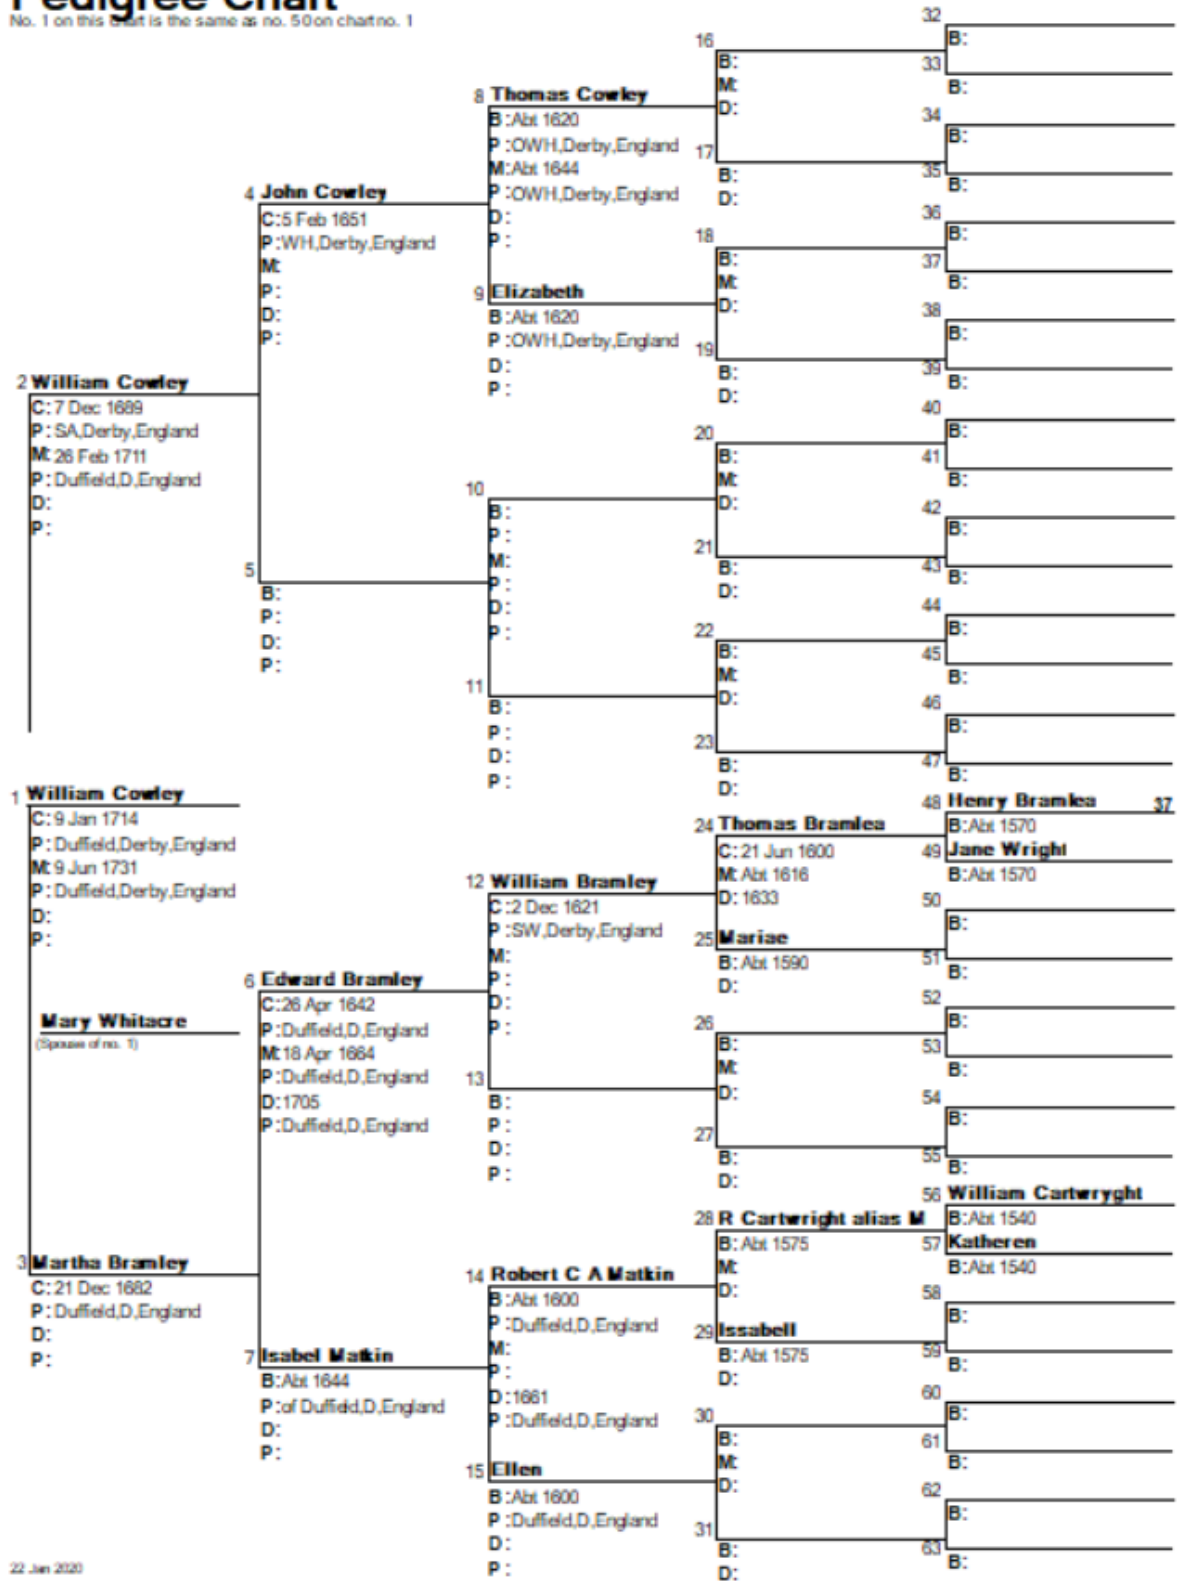 Pedigree Chart
No. 1 on this chart is the same as no. 50 on chart no. 1
2 William Cowley
C: 7 Dec 1689
P: SA,Derby,England
M: 26 Feb 1711
P: Duffield,D,England
D:
P:
1 William Cowley
C: 9 Jan 1714
P: Duffield,Derby,England
M: 9 Jun 1731
P: Duffield,Derby,England
D:
P:
Mary Whitacre
(Spouse of no. 1)
3 Martha Bramley
C: 21 Dec 1682
P: Duffield,D,England
D:
P:
4 John Cowley
C: 5 Feb 1651
P: WH,Derby,England
M:
P:
D:
P:
5
B:
P:
D:
P:
6 Edward Bramley
C: 26 Apr 1642
P: Duffield,D,England
M: 18 Apr 1664
P: Duffield,D,England
D: 1705
P: Duffield,D,England
7 Isabel Matkin
B: Abt 1644
P: of Duffield,D,England
D:
P:
8 Thomas Cowley
B: Abt 1620
P: OWH,Derby,England
M: Abt 1644
P: OWH,Derby,England
D:
P:
9 Elizabeth
B: Abt 1620
P: OWH,Derby,England
D:
P:
10
B:
P:
M:
P:
D:
P:
11
B:
P:
D:
P:
12 William Bramley
C: 2 Dec 1621
P: SW,Derby,England
M:
P:
D:
P:
13
B:
P:
D:
P:
14 Robert C A Matkin
B: Abt 1600
P: Duffield,D,England
M:
P:
D: 1661
P: Duffield,D,England
15 Ellen
B: Abt 1600
P: Duffield,D,England
D:
P:
16
B:
M:
D:
17
B:
D:
18
B:
M:
D:
19
B:
D:
20
B:
M:
D:
21
B:
D:
22
B:
M:
D:
23
B:
D:
24 Thomas Bramlea
C: 21 Jun 1600
M: Abt 1616
D: 1633
25 Mariae
B: Abt 1590
D:
26
B:
M:
D:
27
B:
D:
28 R Cartwright alias M
B: Abt 1575
M:
D:
29 Issabell
B: Abt 1575
D:
30
B:
M:
D:
31
B:
D:
32
B:
33
B:
34
B:
35
B:
36
B:
37
B:
38
B:
39
B:
40
B:
41
B:
42
B:
43
B:
44
B:
45
B:
46
B:
47
B:
48 Henry Bramlea 37
B: Abt 1570
49 Jane Wright
B: Abt 1570
50
B:
51
B:
52
B:
53
B:
54
B:
55
B:
56 William Cartwryght
B: Abt 1540
57 Katheren
B: Abt 1540
58
B:
59
B:
60
B:
61
B:
62
B:
63
B:
22 Jan 2020